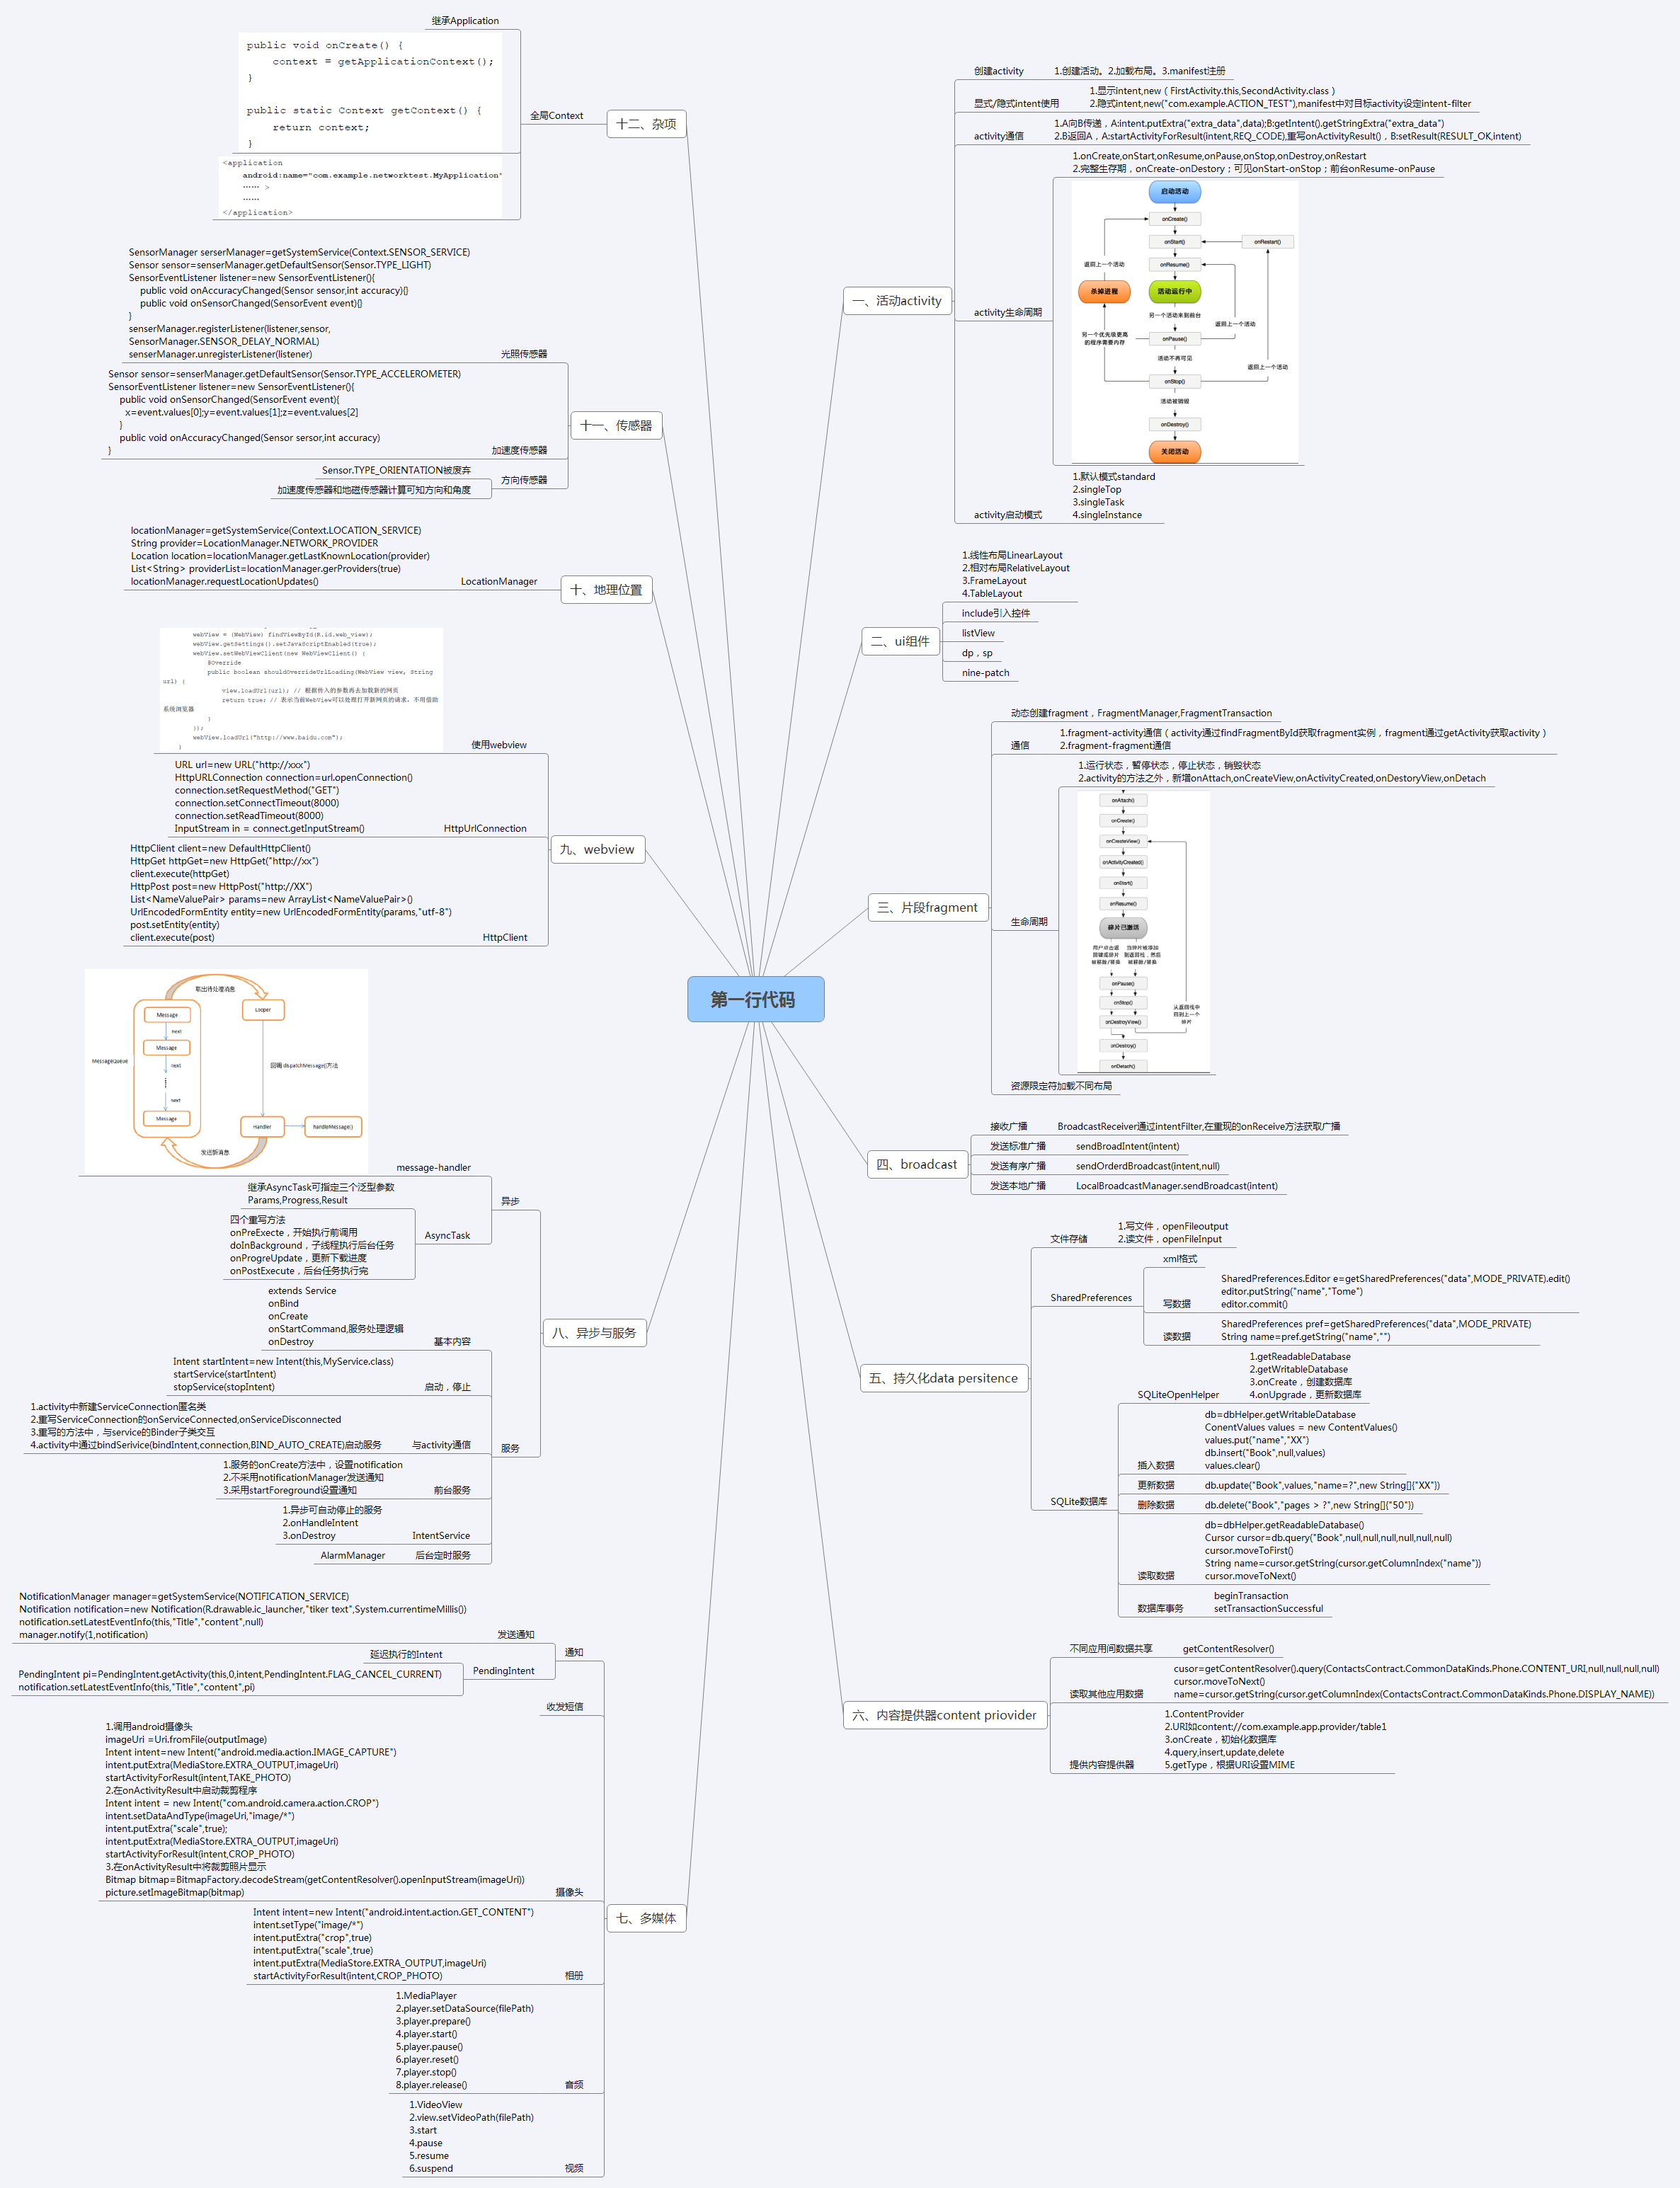 第一行代码
一、活动activity
创建activity
1.创建活动。2.加载布局。3.manifest注册
显式/隐式intent使用
1.显示intent,new（FirstActivity.this,SecondActivity.class）
2.隐式intent,new("com.example.ACTION_TEST"),manifest中对目标activity设定intent-filter
activity通信
1.A向B传递，A:intent.putExtra("extra_data",data);B:getIntent().getStringExtra("extra_data")
2.B返回A，A:startActivityForResult(intent,REQ_CODE),重写onActivityResult()，B:setResult(RESULT_OK,intent)
activity生命周期
1.onCreate,onStart,onResume,onPause,onStop,onDestroy,onRestart
2.完整生存期，onCreate-onDestory；可见onStart-onStop；前台onResume-onPause
启动活动
onCreate()
onStart()
onRestart()
onResume()
返回上一个活动
杀掉进程
活动运行中
另一个活动来到前台
返回上一个活动
另一个优先级更高
的程序需要内存
onPause()
活动不再可见
返回上一个活动
onStop()
活动被销毁
onDestroy()
关闭活动
activity启动模式
1.默认模式standard
2.singleTop
3.singleTask
4.singleInstance
二、ui组件
1.线性布局LinearLayout
2.相对布局RelativeLayout
3.FrameLayout
4.TableLayout
include引入控件
listView
dp，sp
nine-patch
三、片段fragment
动态创建fragment，FragmentManager,FragmentTransaction
通信
1.fragment-activity通信（activity通过findFragmentById获取fragment实例，fragment通过getActivity获取activity）
2.fragment-fragment通信
生命周期
1.运行状态，暂停状态，停止状态，销毁状态
2.activity的方法之外，新增onAttach,onCreateView,onActivityCreated,onDestoryView,onDetach
onAttach()
onCreate()
onCreateView()
onActivityCreated()
onStart()
onResume()
碎片已激活
用户点击返
回键或碎片
被移除/替换
当碎片被添加
到返回栈，然后
被移除/替换
onPause()
onStop()
onDestroyView()
从返回栈中
回到上一个
碎片
onDestroy()
onDetach()
资源限定符加载不同布局
四、broadcast
接收广播
BroadcastReceiver通过intentFilter,在重现的onReceive方法获取广播
发送标准广播
sendBroadIntent(intent)
发送有序广播
sendOrderdBroadcast(intent,null)
发送本地广播
LocalBroadcastManager.sendBroadcast(intent)
五、持久化data persitence
文件存储
1.写文件，openFileoutput
2.读文件，openFileInput
SharedPreferences
xml格式
写数据
SharedPreferences.Editor e=getSharedPreferences("data",MODE_PRIVATE).edit()
editor.putString("name","Tome")
editor.commit()
读数据
SharedPreferences pref=getSharedPreferences("data",MODE_PRIVATE)
String name=pref.getString("name","")
SQLite数据库
SQLiteOpenHelper
1.getReadableDatabase
2.getWritableDatabase
3.onCreate，创建数据库
4.onUpgrade，更新数据库
插入数据
db=dbHelper.getWritableDatabase
ConentValues values = new ContentValues()
values.put("name","XX")
db.insert("Book",null,values)
values.clear()
更新数据
db.update("Book",values,"name=?",new String[]{"XX"})
删除数据
db.delete("Book","pages > ?",new String[]{"50"})
读取数据
db=dbHelper.getReadableDatabase()
Cursor cursor=db.query("Book",null,null,null,null,null,null)
cursor.moveToFirst()
String name=cursor.getString(cursor.getColumnIndex("name"))
cursor.moveToNext()
数据库事务
beginTransaction
setTransactionSuccessful
六、内容提供器content priovider
不同应用间数据共享
getContentResolver()
读取其他应用数据
cusor=getContentResolver().query(ContactsContract.CommonDataKinds.Phone.CONTENT_URI,null,null,null,null)
cursor.moveToNext()
name=cursor.getString(cursor.getColumnIndex(ContactsContract.CommonDataKinds.Phone.DISPLAY_NAME))
提供内容提供器
1.ContentProvider
2.URI如content://com.example.app.provider/table1
3.onCreate，初始化数据库
4.query,insert,update,delete
5.getType，根据URI设置MIME
十二、杂项
全局Context
继承Application
public void onCreate() {
context = getApplicationContext();
}
public static Context getContext() {
return context;
}
<application
android:name="com.example.networktest.MyApplication"
...... >
......
</application>
十一、传感器
光照传感器
SensorManager serserManager=getSystemService(Context.SENSOR_SERVICE)
Sensor sensor=senserManager.getDefaultSensor(Sensor.TYPE_LIGHT)
SensorEventListener listener=new SensorEventListener(){
public void onAccuracyChanged(Sensor sensor,int accuracy){}
public void onSensorChanged(SensorEvent event){}
}
senserManager.registerListener(listener,sensor,
SensorManager.SENSOR_DELAY_NORMAL)
senserManager.unregisterListener(listener)
加速度传感器
Sensor sensor=senserManager.getDefaultSensor(Sensor.TYPE_ACCELEROMETER)
SensorEventListener listener=new SensorEventListener(){
public void onSensorChanged(SensorEvent event){
x=event.values[0];y=event.values[1];z=event.values[2]
}
public void onAccuracyChanged(Sensor sersor,int accuracy)
}
方向传感器
Sensor.TYPE_ORIENTATION被废弃
加速度传感器和地磁传感器计算可知方向和角度
十、地理位置
LocationManager
locationManager=getSystemService(Context.LOCATION_SERVICE)
String provider=LocationManager.NETWORK_PROVIDER
Location location=locationManager.getLastKnownLocation(provider)
List<String> providerList=locationManager.gerProviders(true)
locationManager.requestLocationUpdates()
九、webview
使用webview
webView = (WebView) findViewById(R.id.web_view);
webView.getSettings().setJavaScriptEnabled(true);
webView.setWebViewClient(new WebViewClient() {
@Override
public boolean shouldOverrideUrlLoading(WebView view, String
url) {
view.loadUrl(url); // 根据传入的参数再去加载新的网页
return true; // 表示当前WebView可以处理打开新网页的请求，不用借助
系统浏览器
}
});
webView.loadUrl("http://www.baidu.com");
}
HttpUrlConnection
URL url=new URL("http://xxx")
HttpURLConnection connection=url.openConnection()
connection.setRequestMethod("GET")
connection.setConnectTimeout(8000)
connection.setReadTimeout(8000)
InputStream in = connect.getInputStream()
HttpClient
HttpClient client=new DefaultHttpClient()
HttpGet httpGet=new HttpGet("http://xx")
client.execute(httpGet)
HttpPost post=new HttpPost("http://XX")
List<NameValuePair> params=new ArrayList<NameValuePair>()
UrlEncodedFormEntity entity=new UrlEncodedFormEntity(params,"utf-8")
post.setEntity(entity)
client.execute(post)
八、异步与服务
异步
message-handler
取出待处理消息
Message
Looper
next
Message
MessageQueue
next
回调 dispatchMessage()方法
next
Message
Handler
handleMessage()
发送新消息
AsyncTask
继承AsyncTask可指定三个泛型参数
Params,Progress,Result
四个重写方法
onPreExecte，开始执行前调用
doInBackground，子线程执行后台任务
onProgreUpdate，更新下载进度
onPostExecute，后台任务执行完
服务
基本内容
extends Service
onBind
onCreate
onStartCommand,服务处理逻辑
onDestroy
启动，停止
Intent startIntent=new Intent(this,MyService.class)
startService(startIntent)
stopService(stopIntent)
与activity通信
1.activity中新建ServiceConnection匿名类
2.重写ServiceConnection的onServiceConnected,onServiceDisconnected
3.重写的方法中，与service的Binder子类交互
4.activity中通过bindSerivice(bindIntent,connection,BIND_AUTO_CREATE)启动服务
前台服务
1.服务的onCreate方法中，设置notification
2.不采用notificationManager发送通知
3.采用startForeground设置通知
IntentService
1.异步可自动停止的服务
2.onHandleIntent
3.onDestroy
后台定时服务
AlarmManager
七、多媒体
通知
发送通知
NotificationManager manager=getSystemService(NOTIFICATION_SERVICE)
Notification notification=new Notification(R.drawable.ic_launcher,"tiker text",System.currentimeMillis())
notification.setLatestEventInfo(this,"Title","content",null)
manager.notify(1,notification)
PendingIntent
延迟执行的Intent
PendingIntent pi=PendingIntent.getActivity(this,0,intent,PendingIntent.FLAG_CANCEL_CURRENT)
notification.setLatestEventInfo(this,"Title","content",pi)
收发短信
摄像头
1.调用android摄像头
imageUri =Uri.fromFile(outputImage)
Intent intent=new Intent("android.media.action.IMAGE_CAPTURE")
intent.putExtra(MediaStore.EXTRA_OUTPUT,imageUri)
startActivityForResult(intent,TAKE_PHOTO)
2.在onActivityResult中启动裁剪程序
Intent intent = new Intent("com.android.camera.action.CROP")
intent.setDataAndType(imageUri,"image/*")
intent.putExtra("scale",true);
intent.putExtra(MediaStore.EXTRA_OUTPUT,imageUri)
startActivityForResult(intent,CROP_PHOTO)
3.在onActivityResult中将裁剪照片显示
Bitmap bitmap=BitmapFactory.decodeStream(getContentResolver().openInputStream(imageUri))
picture.setImageBitmap(bitmap)
相册
Intent intent=new Intent("android.intent.action.GET_CONTENT")
intent.setType("image/*")
intent.putExtra("crop",true)
intent.putExtra("scale",true)
intent.putExtra(MediaStore.EXTRA_OUTPUT,imageUri)
startActivityForResult(intent,CROP_PHOTO)
音频
1.MediaPlayer
2.player.setDataSource(filePath)
3.player.prepare()
4.player.start()
5.player.pause()
6.player.reset()
7.player.stop()
8.player.release()
视频
1.VideoView
2.view.setVideoPath(filePath)
3.start
4.pause
5.resume
6.suspend